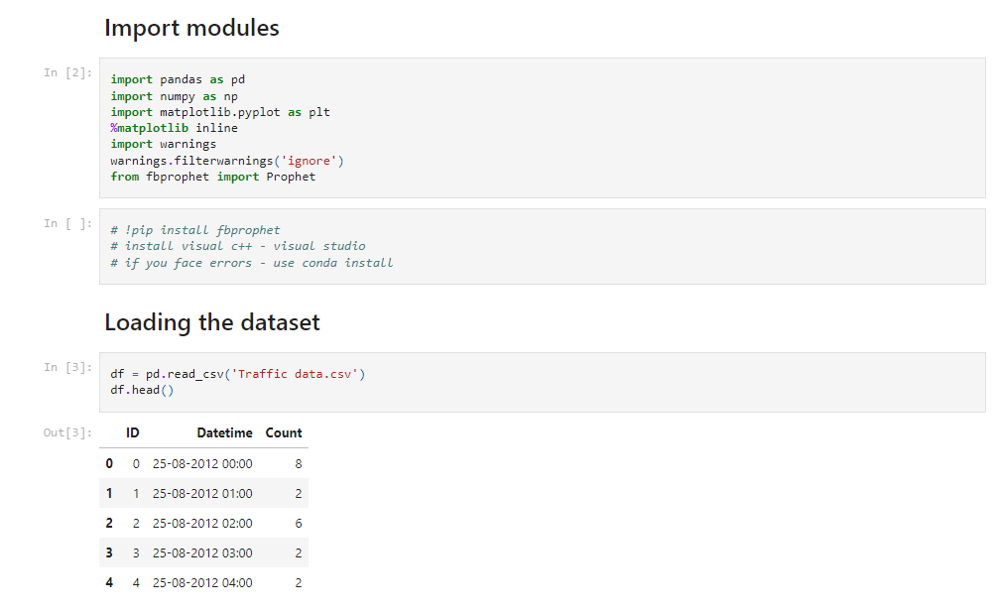 Import modules
In [2]:
import pandas as pd
import numpy as np
import matplotlib.pyplot as plt
%matplotlib inline
import warnings
warnings.filterwarnings('ignore')
from fbprophet import Prophet
In [ ]:
# !pip install fbprophet
# install visual c++ - visual studio
# if you face errors - use conda install
Loading the dataset
In [3]:
df = pd.read_csv('Traffic data.csv')
df.head()
Out[3]:
ID Datetime Count
0 0 25-08-2012 00:00 8
1 1 25-08-2012 01:00 2
2 2 25-08-2012 02:00 6
3 3 25-08-2012 03:00 2
4 4 25-08-2012 04:00 2